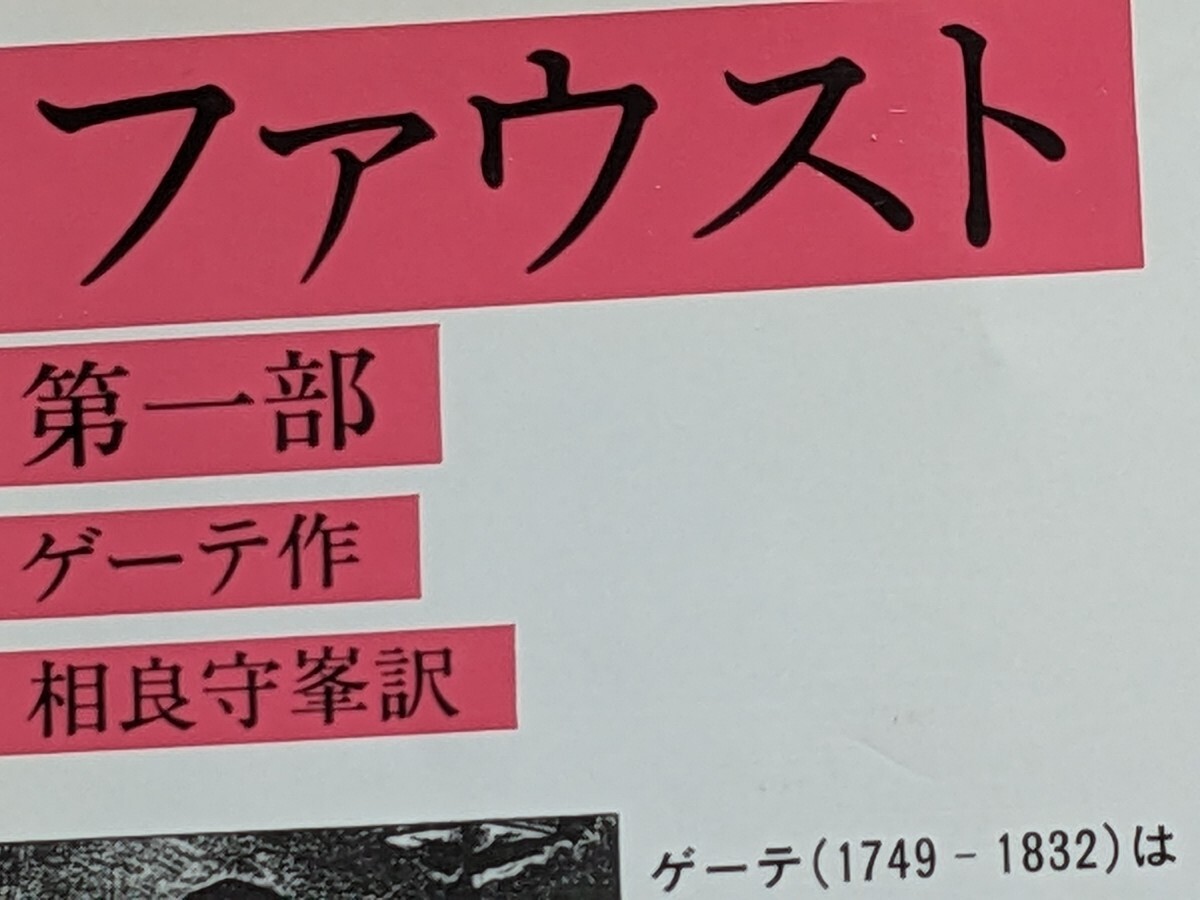 ファウスト
第一部
ゲーテ作
相良守峯訳
ゲーテ(1749‐1832)は